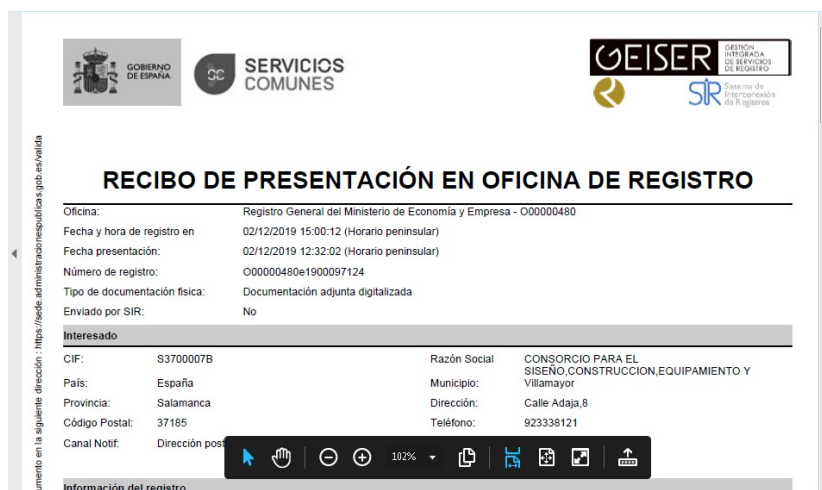 GOBIERNO
DE ESPAÑA
SC
SERVICIOS
COMUNES
GEISER
GESTIÓN
INTEGRADA
DE SERVICIOS
DE REGISTRO
R
SIR
Sistema de
Interconexión
de Registros
umento en la siguiente dirección : https://sede.administracionespublicas.gob.es/valida
RECIBO DE PRESENTACIÓN EN OFICINA DE REGISTRO
Oficina: Registro General del Ministerio de Economía y Empresa - O00000480
Fecha y hora de registro en 02/12/2019 15:00:12 (Horario peninsular)
Fecha presentación: 02/12/2019 12:32:02 (Horario peninsular)
Número de registro: O00000480e1900097124
Tipo de documentación física: Documentación adjunta digitalizada
Enviado por SIR: No
Interesado
CIF: S3700007B Razón Social CONSORCIO PARA EL
SISEÑO,CONSTRUCCION,EQUIPAMIENTO Y
País: España Municipio: Villamayor
Provincia: Salamanca Dirección: Calle Adaja,8
Código Postal: 37185 Teléfono: 923338121
Canal Notif: Dirección post
102%
Información del registro